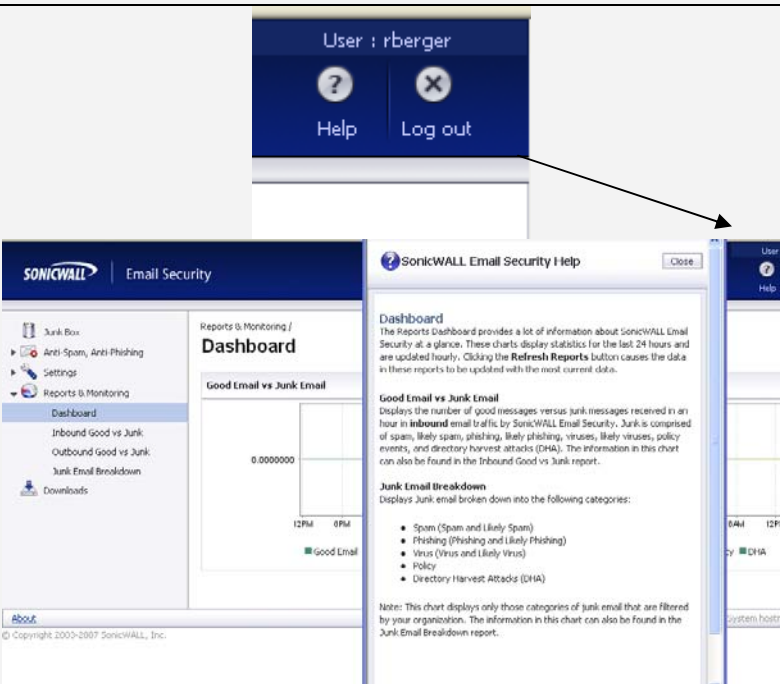 User : rberger
Help
Log out
SONICWALL
Email Security
Junk Box
Anti-Spam, Anti-Phishing
Settings
Reports & Monitoring
Dashboard
Inbound Good vs Junk
Outbound Good vs Junk
Junk Email Breakdown
Downloads
Reports & Monitoring /
Dashboard
Good Email vs Junk Email
0.0000000
12PM
Good Email
SonicWALL Email Security Help
Close
Dashboard
The Reports Dashboard provides a lot of information about SonicWALL Email
Security at a glance. These charts display statistics for the last 24 hours and
are updated hourly. Clicking the Refresh Reports button causes the data
in these reports to be updated with the most current data.
Good Email vs Junk Email
Displays the number of good messages versus junk messages received in an
hour in inbound email traffic by SonicWALL Email Security. Junk is comprised
of spam, likely spam, phishing, likely phishing, viruses, likely viruses, policy
events, and directory harvest attacks (DHA). The information in this chart
can also be found in the Inbound Good vs Junk report.
Junk Email Breakdown
Displays Junk email broken down into the following categories:
Spam (Spam and Likely Spam)
Phishing (Phishing and Likely Phishing)
Virus (Virus and Likely Virus)
Policy
Directory Harvest Attacks (DHA)
Note: This chart displays only those categories of junk email that are filtered
by your organization. The information in this chart can also be found in the
Junk Email Breakdown report.
User
Help
DHA
About
© Copyright 2003-2007 SonicWALL, Inc.